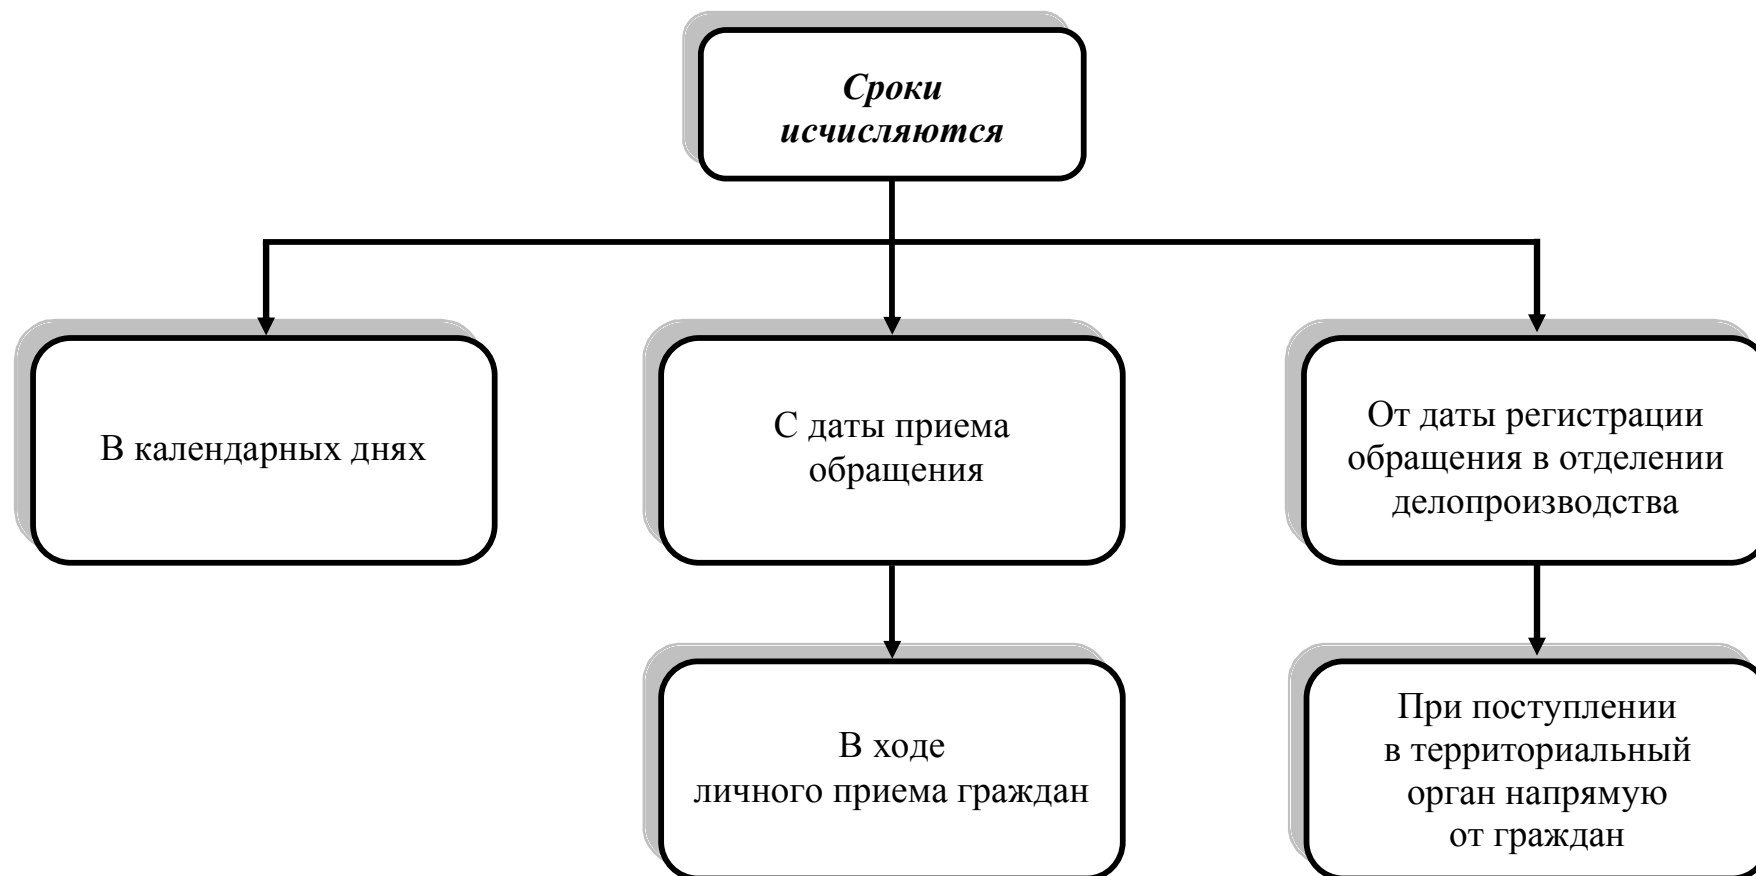 Сроки
исчисляются
В календарных днях
С даты приема
обращения
От даты регистрации
обращения в отделении
делопроизводства
В ходе
личного приема граждан
При поступлении
в территориальный
орган напрямую
от граждан